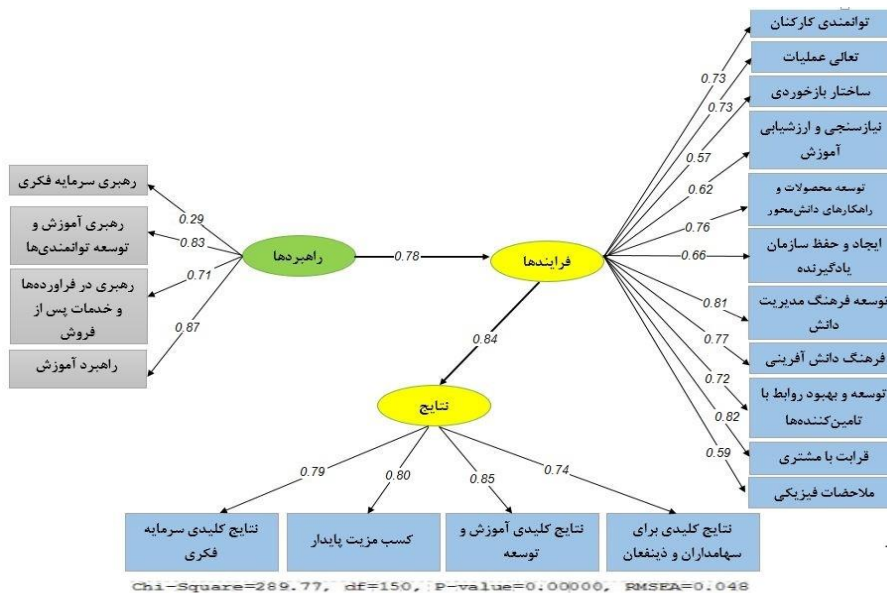 توانمندی کارکنان
تعالی عملیات
ساختار بازخوردی
نیازسنجی و ارزشیابی
آموزش
توسعه محصولات و
راهکارهای دانش‌محور
ایجاد و حفظ سازمان
یادگیرنده
توسعه فرهنگ مدیریت
دانش
فرهنگ دانش آفرینی
توسعه و بهبود روابط با
تامین‌کننده‌ها
قرابت با مشتری
ملاحضات فیزیکی
0.73
0.73
0.57
0.62
0.76
0.66
0.81
0.77
0.72
0.82
0.59
فرایندها
0.78
راهبردها
رهبری سرمایه فکری
رهبری آموزش و
توسعه توانمندی‌ها
رهبری در فراورده‌ها
و خدمات پس از
فروش
راهبرد آموزش
0.29
0.83
0.71
0.87
0.84
نتایج
0.79
0.80
0.85
0.74
نتایج کلیدی برای
سهامداران و ذینفعان
نتایج کلیدی آموزش و
توسعه
کسب مزیت پایدار
نتایج کلیدی سرمایه
فکری
Chi-Square=289.77, df=150, P-value=0.00000, RMSEA=0.048